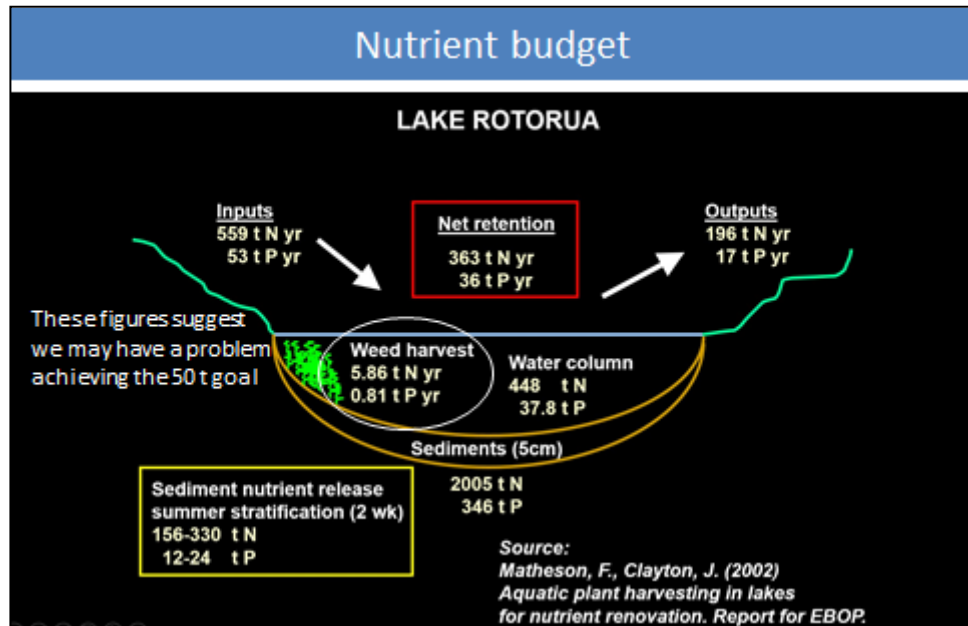 Nutrient budget
LAKE ROTORUA
Inputs
559 t N yr
53 t P yr
Net retention
363 t N yr
36 t P yr
Outputs
196 t N yr
17 t P yr
These figures suggest
we may have a problem
achieving the 50 t goal
Weed harvest
5.86 t N yr
0.81 t P yr
Water column
448 t N
37.8 t P
Sediments (5cm)
2005 t N
346 t P
Sediment nutrient release
summer stratification (2 wk)
156-330 t N
12-24 t P
Source:
Matheson, F., Clayton, J. (2002)
Aquatic plant harvesting in lakes
for nutrient renovation. Report for EBOP.